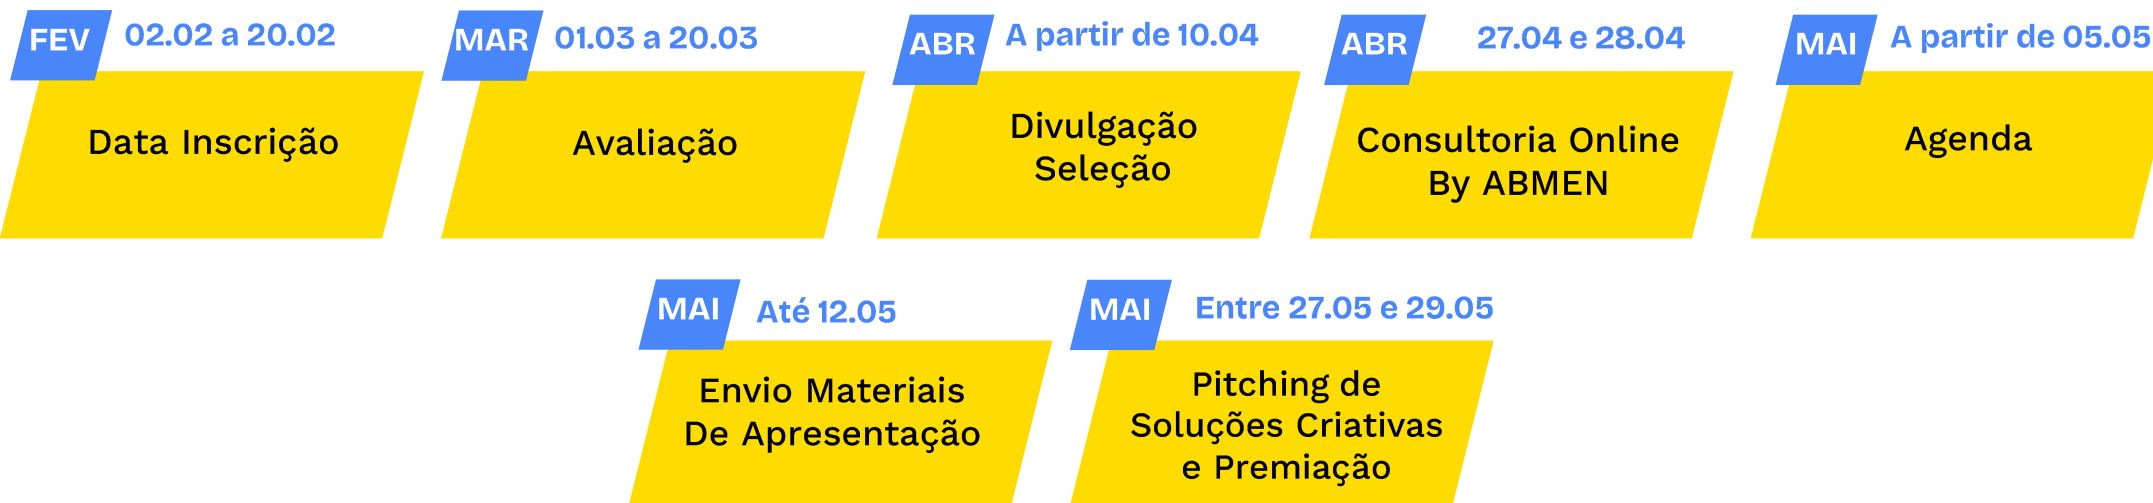 FEV
02.02 a 20.02
Data Inscrição
MAR
01.03 a 20.03
Avaliação
ABR
A partir de 10.04
Divulgação
Seleção
ABR
27.04 e 28.04
Consultoria Online
By ABMEN
MAI
A partir de 05.05
Agenda
MAI
Até 12.05
Envio Materiais
De Apresentação
MAI
Entre 27.05 e 29.05
Pitching de
Soluções Criativas
e Premiação